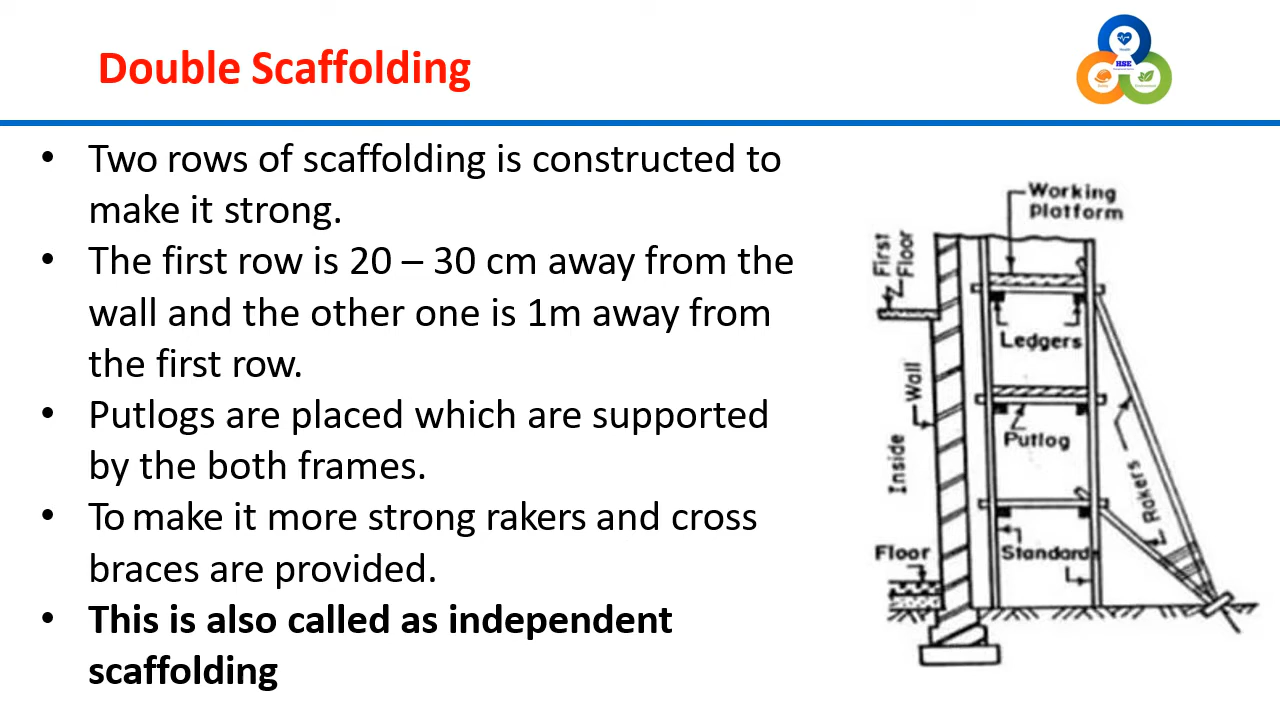 Double Scaffolding
HSE
• Two rows of scaffolding is constructed to
make it strong.
• The first row is 20 – 30 cm away from the
wall and the other one is 1m away from
the first row.
• Putlogs are placed which are supported
by the both frames.
• To make it more strong rakers and cross
braces are provided.
• This is also called as independent
scaffolding
Working
platform
First
Floor
Ledgers
Wall
Putlog
Inside
Rakers
Floor
Standard